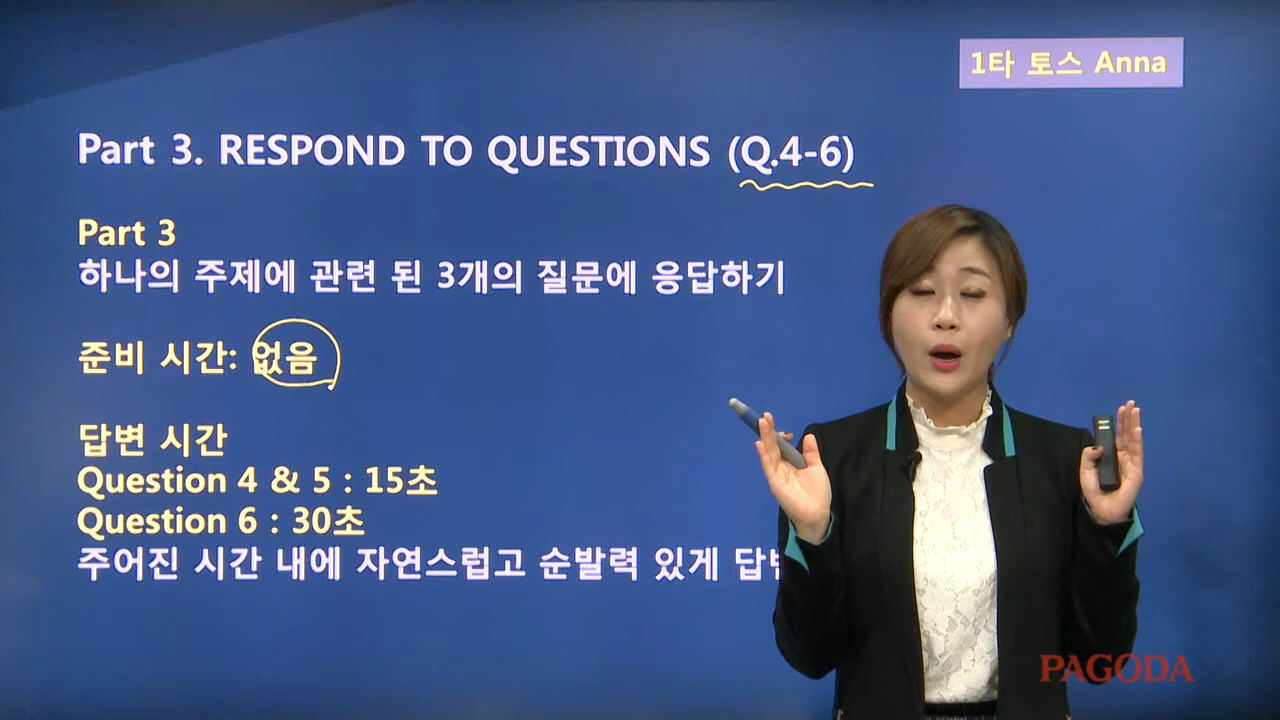 1타 토스 Anna
Part 3. RESPOND TO QUESTIONS (Q.4-6)
Part 3
하나의 주제에 관련 된 3개의 질문에 응답하기
준비 시간: 없음
답변 시간
Question 4 & 5 : 15초
Question 6 : 30초
주어진 시간 내에 자연스럽고 순발력 있게
PAGODA